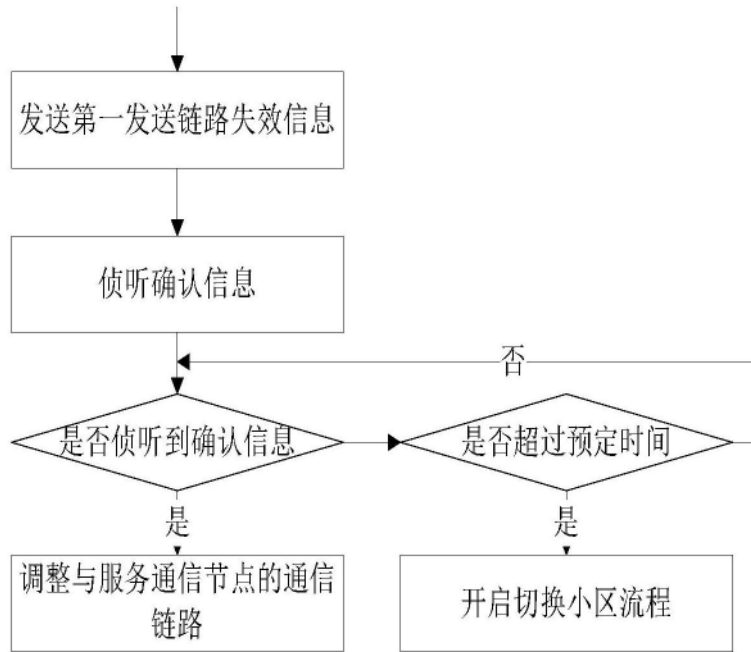 发送第一发送链路失效信息
侦听确认信息
否
是否侦听到确认信息
是否超过预定时间
是
是
调整与服务通信节点的通信
链路
开启切换小区流程